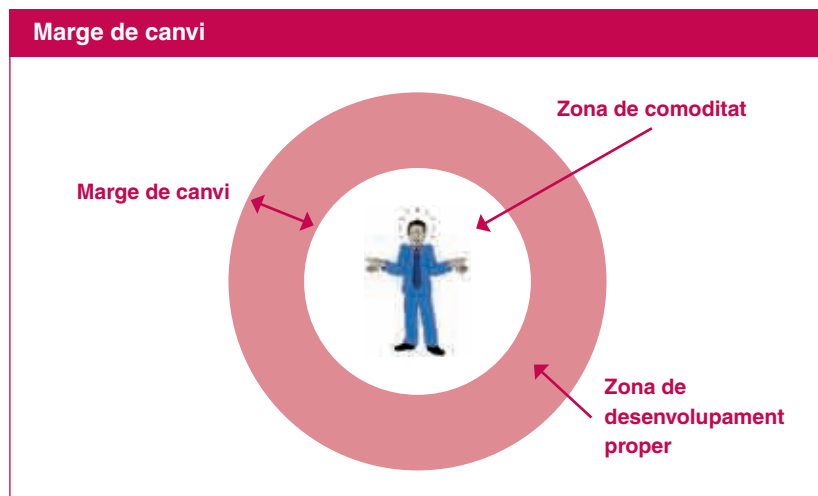 Marge de canvi
Zona de comoditat
Marge de canvi
Zona de
desenvolupament
proper